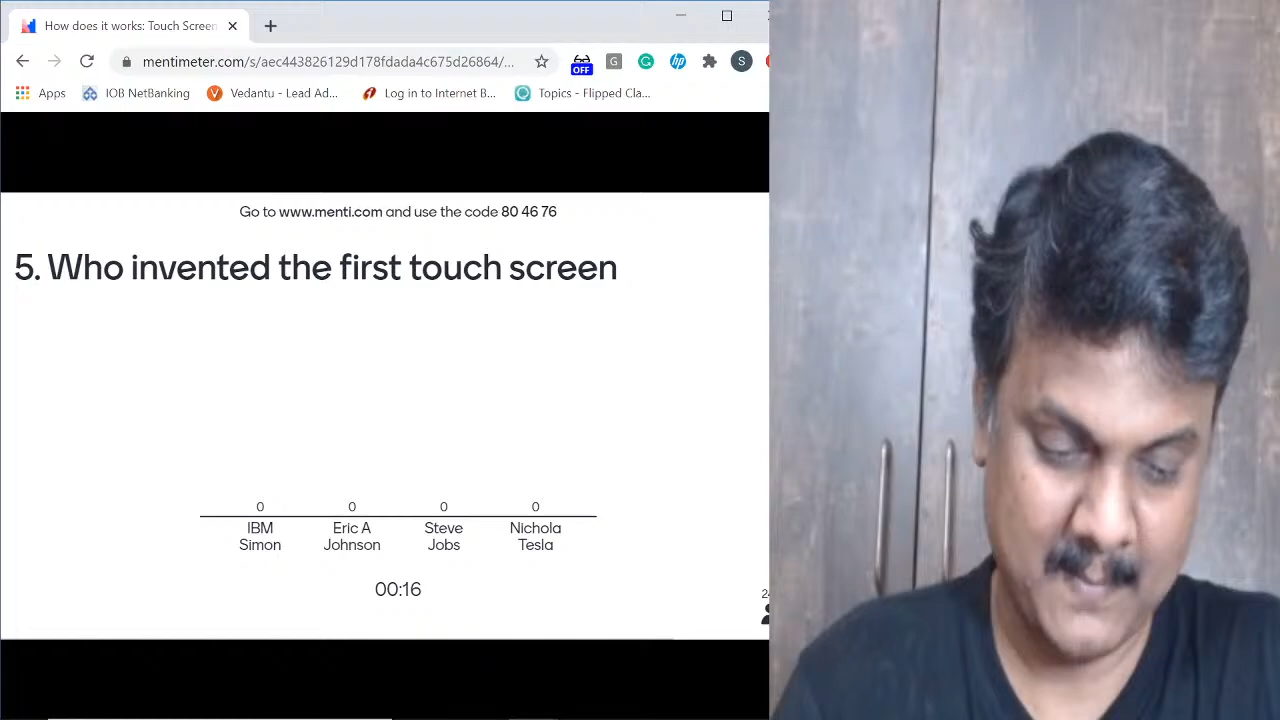 How does it works: Touch Screen
mentimeter.com/s/aec44386b129d178fdadd4c675d26864/...
OFF
G
G
hp
S
Apps
IOB NetBanking
V
Vedantu - Lead Ad...
Log in to Internet B...
Topics - Flipped Cla...
Go to www.menti.com and use the code 80 46 76
5. Who invented the first touch screen
0 0 0 0
IBM Simon
Eric A Johnson
Steve Jobs
Nichola Tesla
00:16